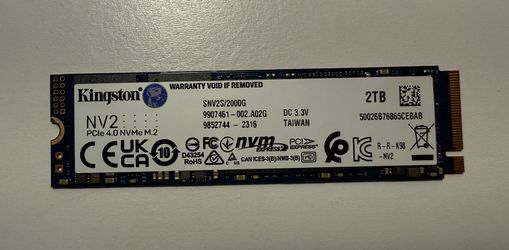 WARRANTY VOID IF REMOVED
Kingston
SNV2S/2000G
2TB
NV2
9907461-002.A02G
DC 3.3V
PCIe 4.0 NVMe M.2
9852744 - 2316
TAIWAN
50026B76865CEBAB
UK
CA
CE
10
D43254
RoHS
nvm
EXPRESS
PCI
EXPRESS
CAN ICES-3(B)/NMB-3(B)
R-R-K98
-NV2